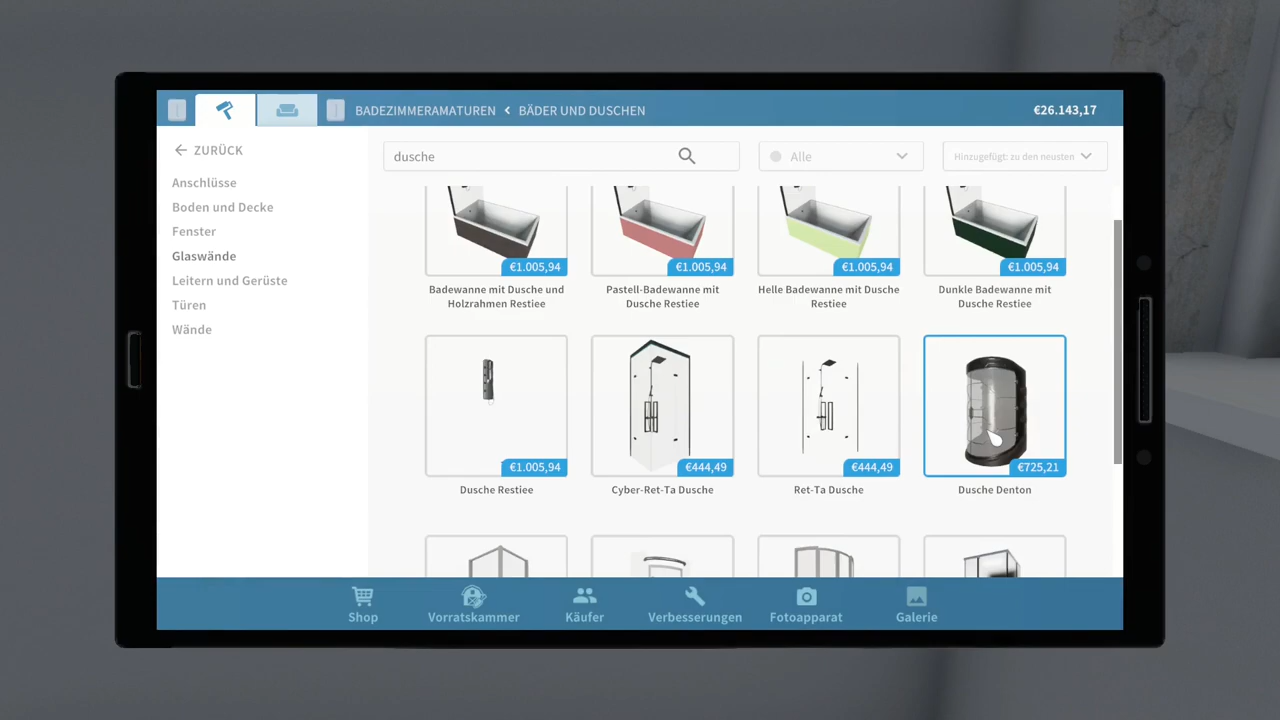 BADEZIMMERAMATUREN < BÄDER UND DUSCHEN
€26.143,17
ZURÜCK
Anschlüsse
Boden und Decke
Fenster
Glaswände
Leitern und Gerüste
Türen
Wände
dusche
Alle
Hinzugefügt: zu den neusten
€1.005,94
€1.005,94
€1.005,94
€1.005,94
Badewanne mit Dusche und
Holzrahmen Restiee
Pastell-Badewanne mit
Dusche Restiee
Helle Badewanne mit Dusche
Restiee
Dunkle Badewanne mit
Dusche Restiee
€1.005,94
€444,49
€444,49
€725,21
Dusche Restiee
Cyber-Ret-Ta Dusche
Ret-Ta Dusche
Dusche Denton
Shop
Vorratskammer
Käufer
Verbesserungen
Fotoapparat
Galerie